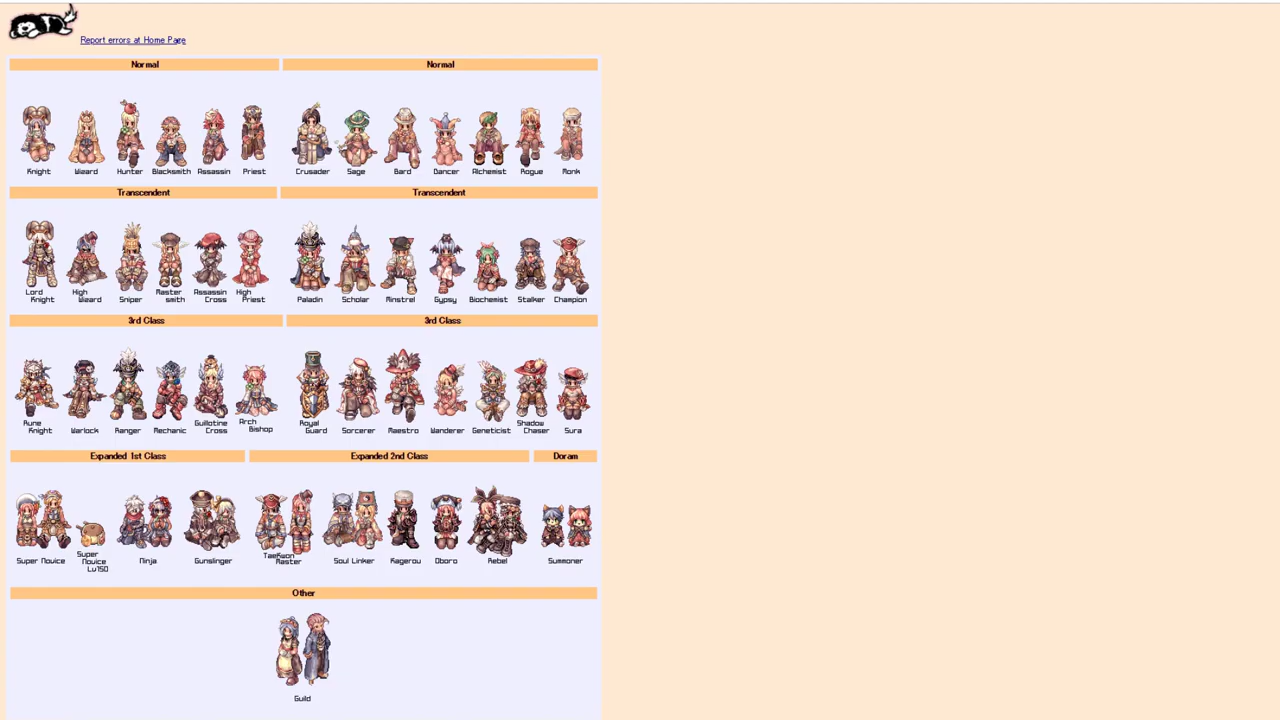 Report errors at Home Page
Normal Normal
Knight Wizard Hunter Blacksmith Assassin Priest Crusader Sage Bard Dancer Alchemist Rogue Monk
Transcendent Transcendent
Lord Knight High Wizard Sniper Master smith Assassin Cross High Priest Paladin Scholar Minstrel Gypsy Biochemist Stalker Champion
3rd Class 3rd Class
Rune Knight Warlock Ranger Mechanic Guillotine Cross Arch Bishop Royal Guard Sorcerer Maestro Wanderer Geneticist Shadow Chaser Sura
Expanded 1st Class Expanded 2nd Class Doram
Super Novice Super Novice Lv150 Ninja Gunslinger TaeKwon Master Soul Linker Kagerou Oboro Rebel Summoner
Other
Guild